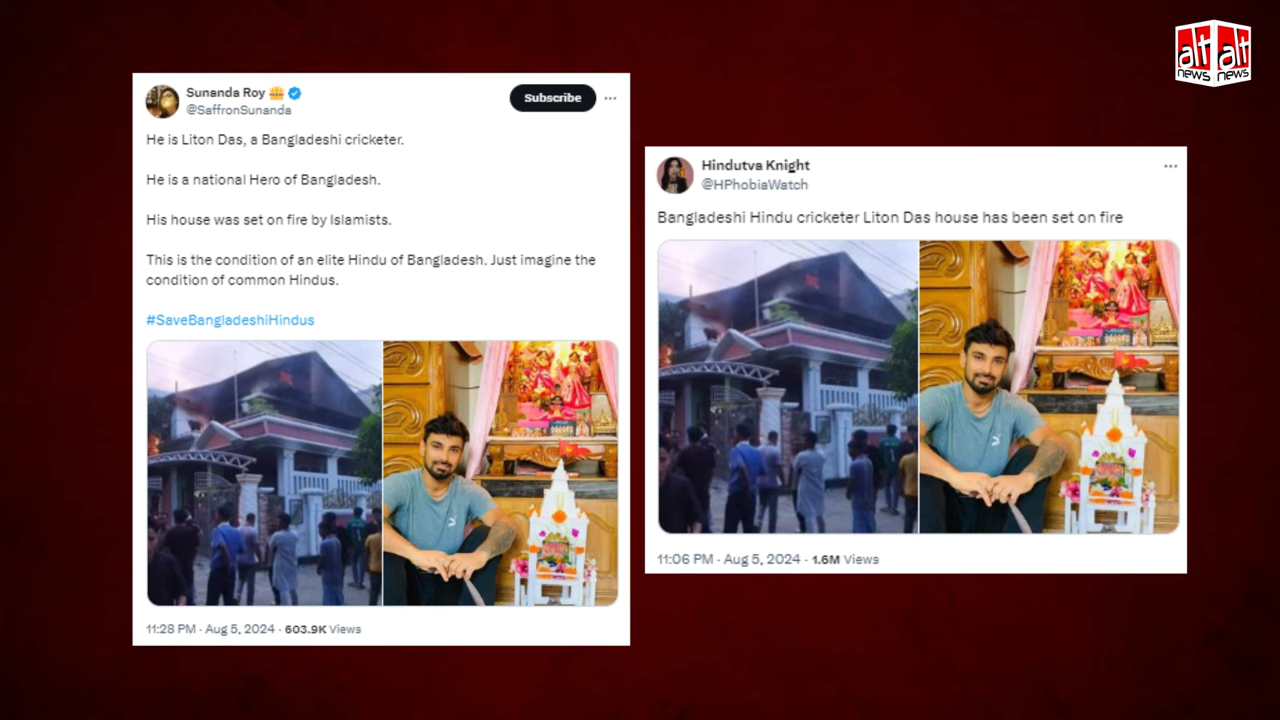 alt alt
news news
Sunanda Roy
@SaffronSunanda
Subscribe
He is Liton Das, a Bangladeshi cricketer.
He is a national Hero of Bangladesh.
His house was set on fire by Islamists.
This is the condition of an elite Hindu of Bangladesh. Just imagine the
condition of common Hindus.
#SaveBangladeshiHindus
11:28 PM · Aug 5, 2024 · 603.9K Views
Hindutva Knight
@HPhobiaWatch
Bangladeshi Hindu cricketer Liton Das house has been set on fire
11:06 PM · Aug 5, 2024 · 1.6M Views